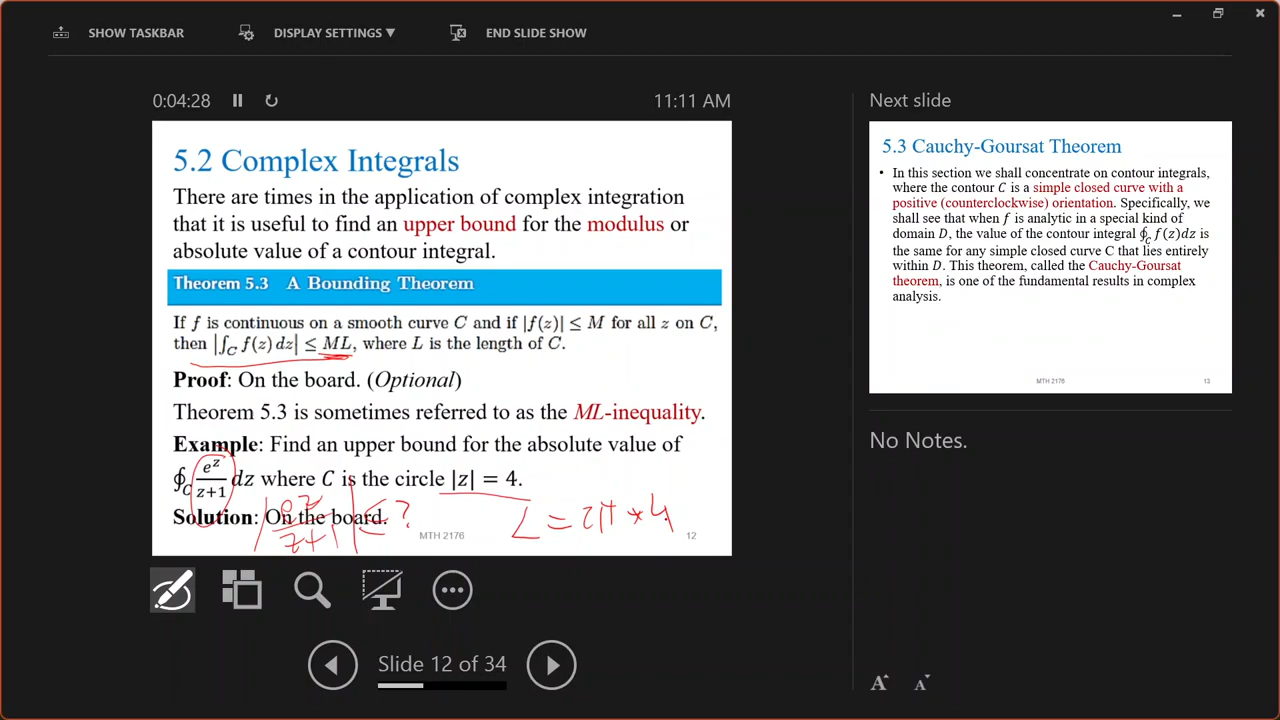 SHOW TASKBAR DISPLAY SETTINGS ▼ END SLIDE SHOW
0:04:28 11:11 AM
5.2 Complex Integrals
There are times in the application of complex integration
that it is useful to find an upper bound for the modulus or
absolute value of a contour integral.
Theorem 5.3 A Bounding Theorem
If f is continuous on a smooth curve C and if |f(z)| ≤ M for all z on C,
then |∫_C f(z) dz| ≤ ML, where L is the length of C.
Proof: On the board. (Optional)
Theorem 5.3 is sometimes referred to as the ML-inequality.
Example: Find an upper bound for the absolute value of
∮_C e^z/(z+1) dz where C is the circle |z| = 4.
Solution: On the board.
|e^z/(z+1)| ≤ ?
L = 2π * 4
MTH 2176 12
Slide 12 of 34
Next slide
5.3 Cauchy-Goursat Theorem
• In this section we shall concentrate on contour integrals,
where the contour C is a simple closed curve with a
positive (counterclockwise) orientation. Specifically, we
shall see that when f is analytic in a special kind of
domain D, the value of the contour integral ∮_C f(z)dz is
the same for any simple closed curve C that lies entirely
within D. This theorem, called the Cauchy-Goursat
theorem, is one of the fundamental results in complex
analysis.
MTH 2176 13
No Notes.
A A